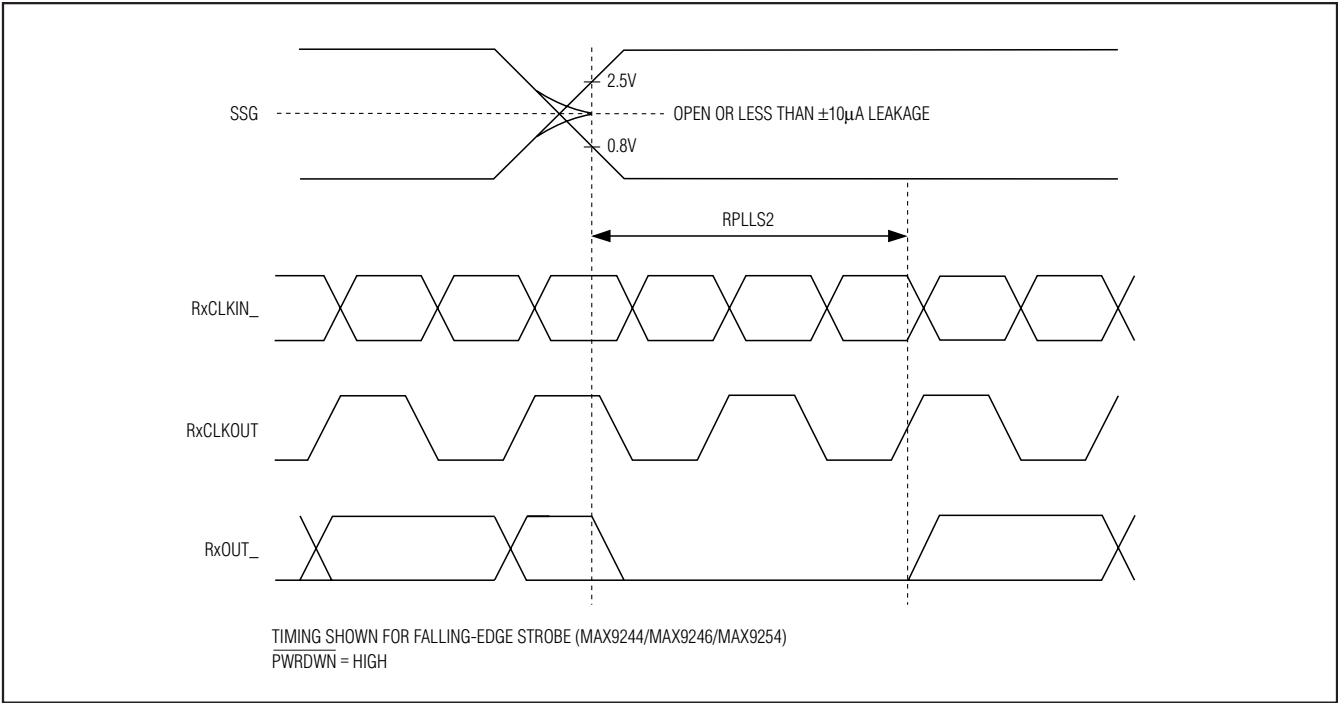 2.5V
SSG
OPEN OR LESS THAN ±10µA LEAKAGE
0.8V
RPLLS2
RxCLKIN_
RxCLKOUT
RxOUT_
TIMING SHOWN FOR FALLING-EDGE STROBE (MAX9244/MAX9246/MAX9254)
PWRDWN = HIGH